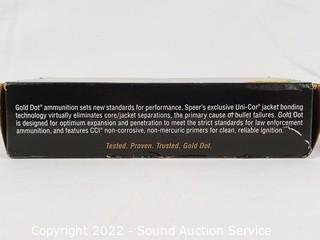 Gold Dot® ammunition sets new standards for performance. Speer's exclusive Uni-Cor® jacket bonding
technology virtually eliminates core/jacket separations, the primary cause of bullet failures. Gold Dot
is designed for optimum expansion and penetration to meet the strict standards for law enforcement
ammunition, and features CCI® non-corrosive, non-mercuric primers for clean, reliable ignition.
Tested. Proven. Trusted. Gold Dot.
Copyright 2022 - Sound Auction Service